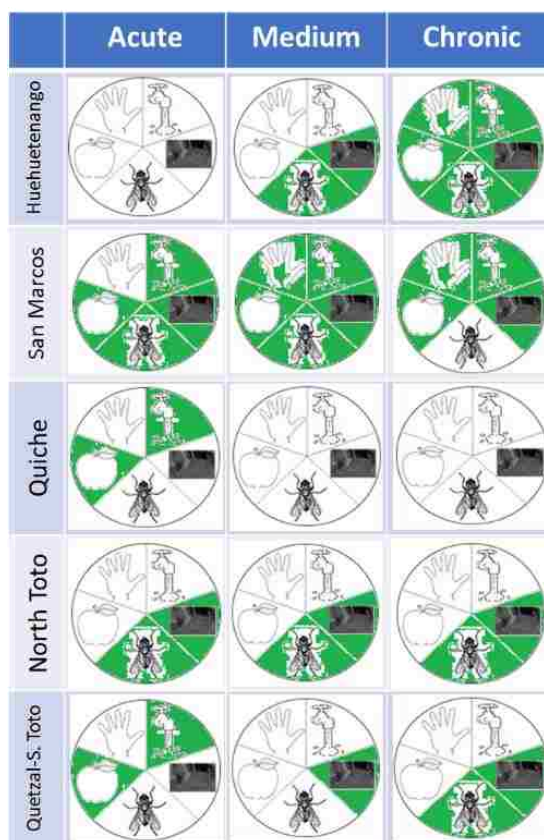 Acute Medium Chronic
Huehuetenango
San Marcos
Quiche
North Toto
Quetzal-S. Toto